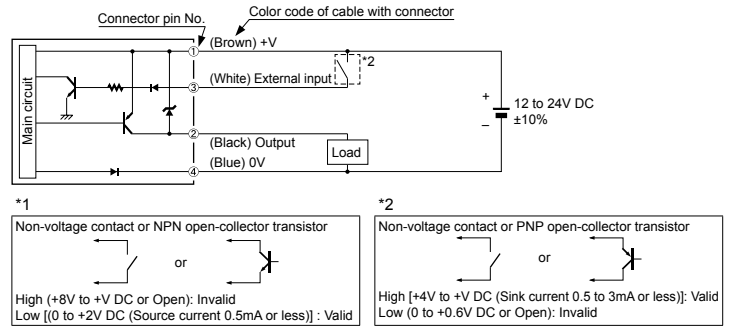 Connector pin No.
Color code of cable with connector
① (Brown) +V
*2
③ (White) External input
Main circuit
+
12 to 24V DC
±10%
–
② (Black) Output
Load
④ (Blue) 0V
*1
Non-voltage contact or NPN open-collector transistor
or
High (+8V to +V DC or Open): Invalid
Low [(0 to +2V DC (Source current 0.5mA or less)] : Valid
*2
Non-voltage contact or PNP open-collector transistor
or
High [+4V to +V DC (Sink current 0.5 to 3mA or less)]: Valid
Low (0 to +0.6V DC or Open): Invalid